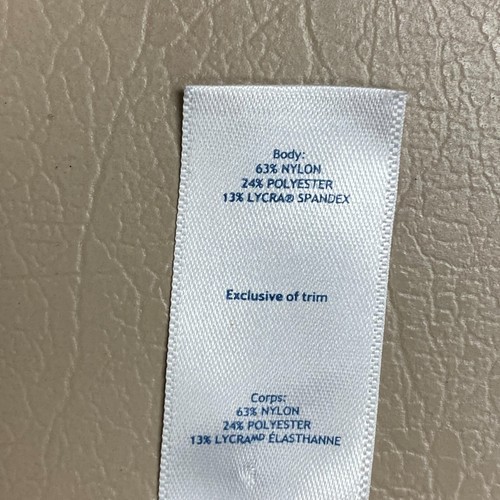 Body:
63% NYLON
24% POLYESTER
13% LYCRA® SPANDEX
Exclusive of trim
Corps:
63% NYLON
24% POLYESTER
13% LYCRAᴹᴰ ÉLASTHANNE